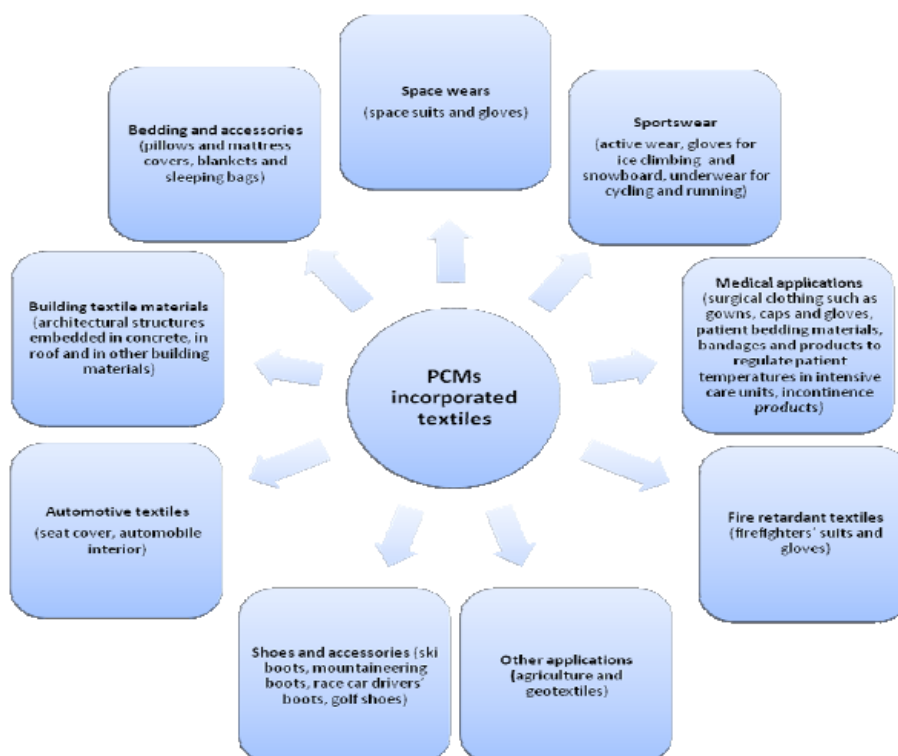 Space wears
(space suits and gloves)
Sportswear
(active wear, gloves for
ice climbing and
snowboard, underwear for
cycling and running)
Medical applications
(surgical clothing such as
gowns, caps and gloves,
patient bedding materials,
bandages and products to
regulate patient
temperatures in intensive
care units, incontinence
products)
Fire retardant textiles
(firefighters' suits and
gloves)
Other applications
(agriculture and
geotextiles)
Shoes and accessories (ski
boots, mountaineering
boots, race car drivers'
boots, golf shoes)
Automotive textiles
(seat cover, automobile
interior)
Building textile materials
(architectural structures
embedded in concrete, in
roof and in other building
materials)
Bedding and accessories
(pillows and mattress
covers, blankets and
sleeping bags)
PCMs
incorporated
textiles